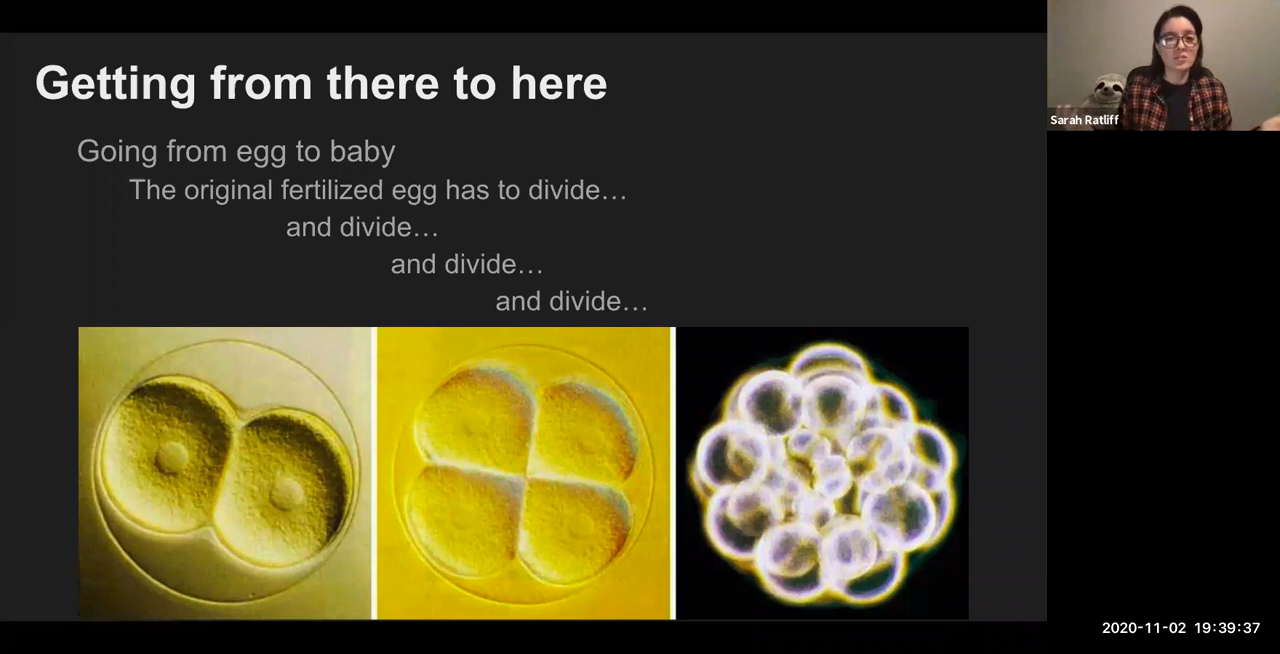 Getting from there to here
Going from egg to baby
The original fertilized egg has to divide…
and divide…
and divide…
and divide…
Sarah Ratliff
2020-11-02 19:39:37